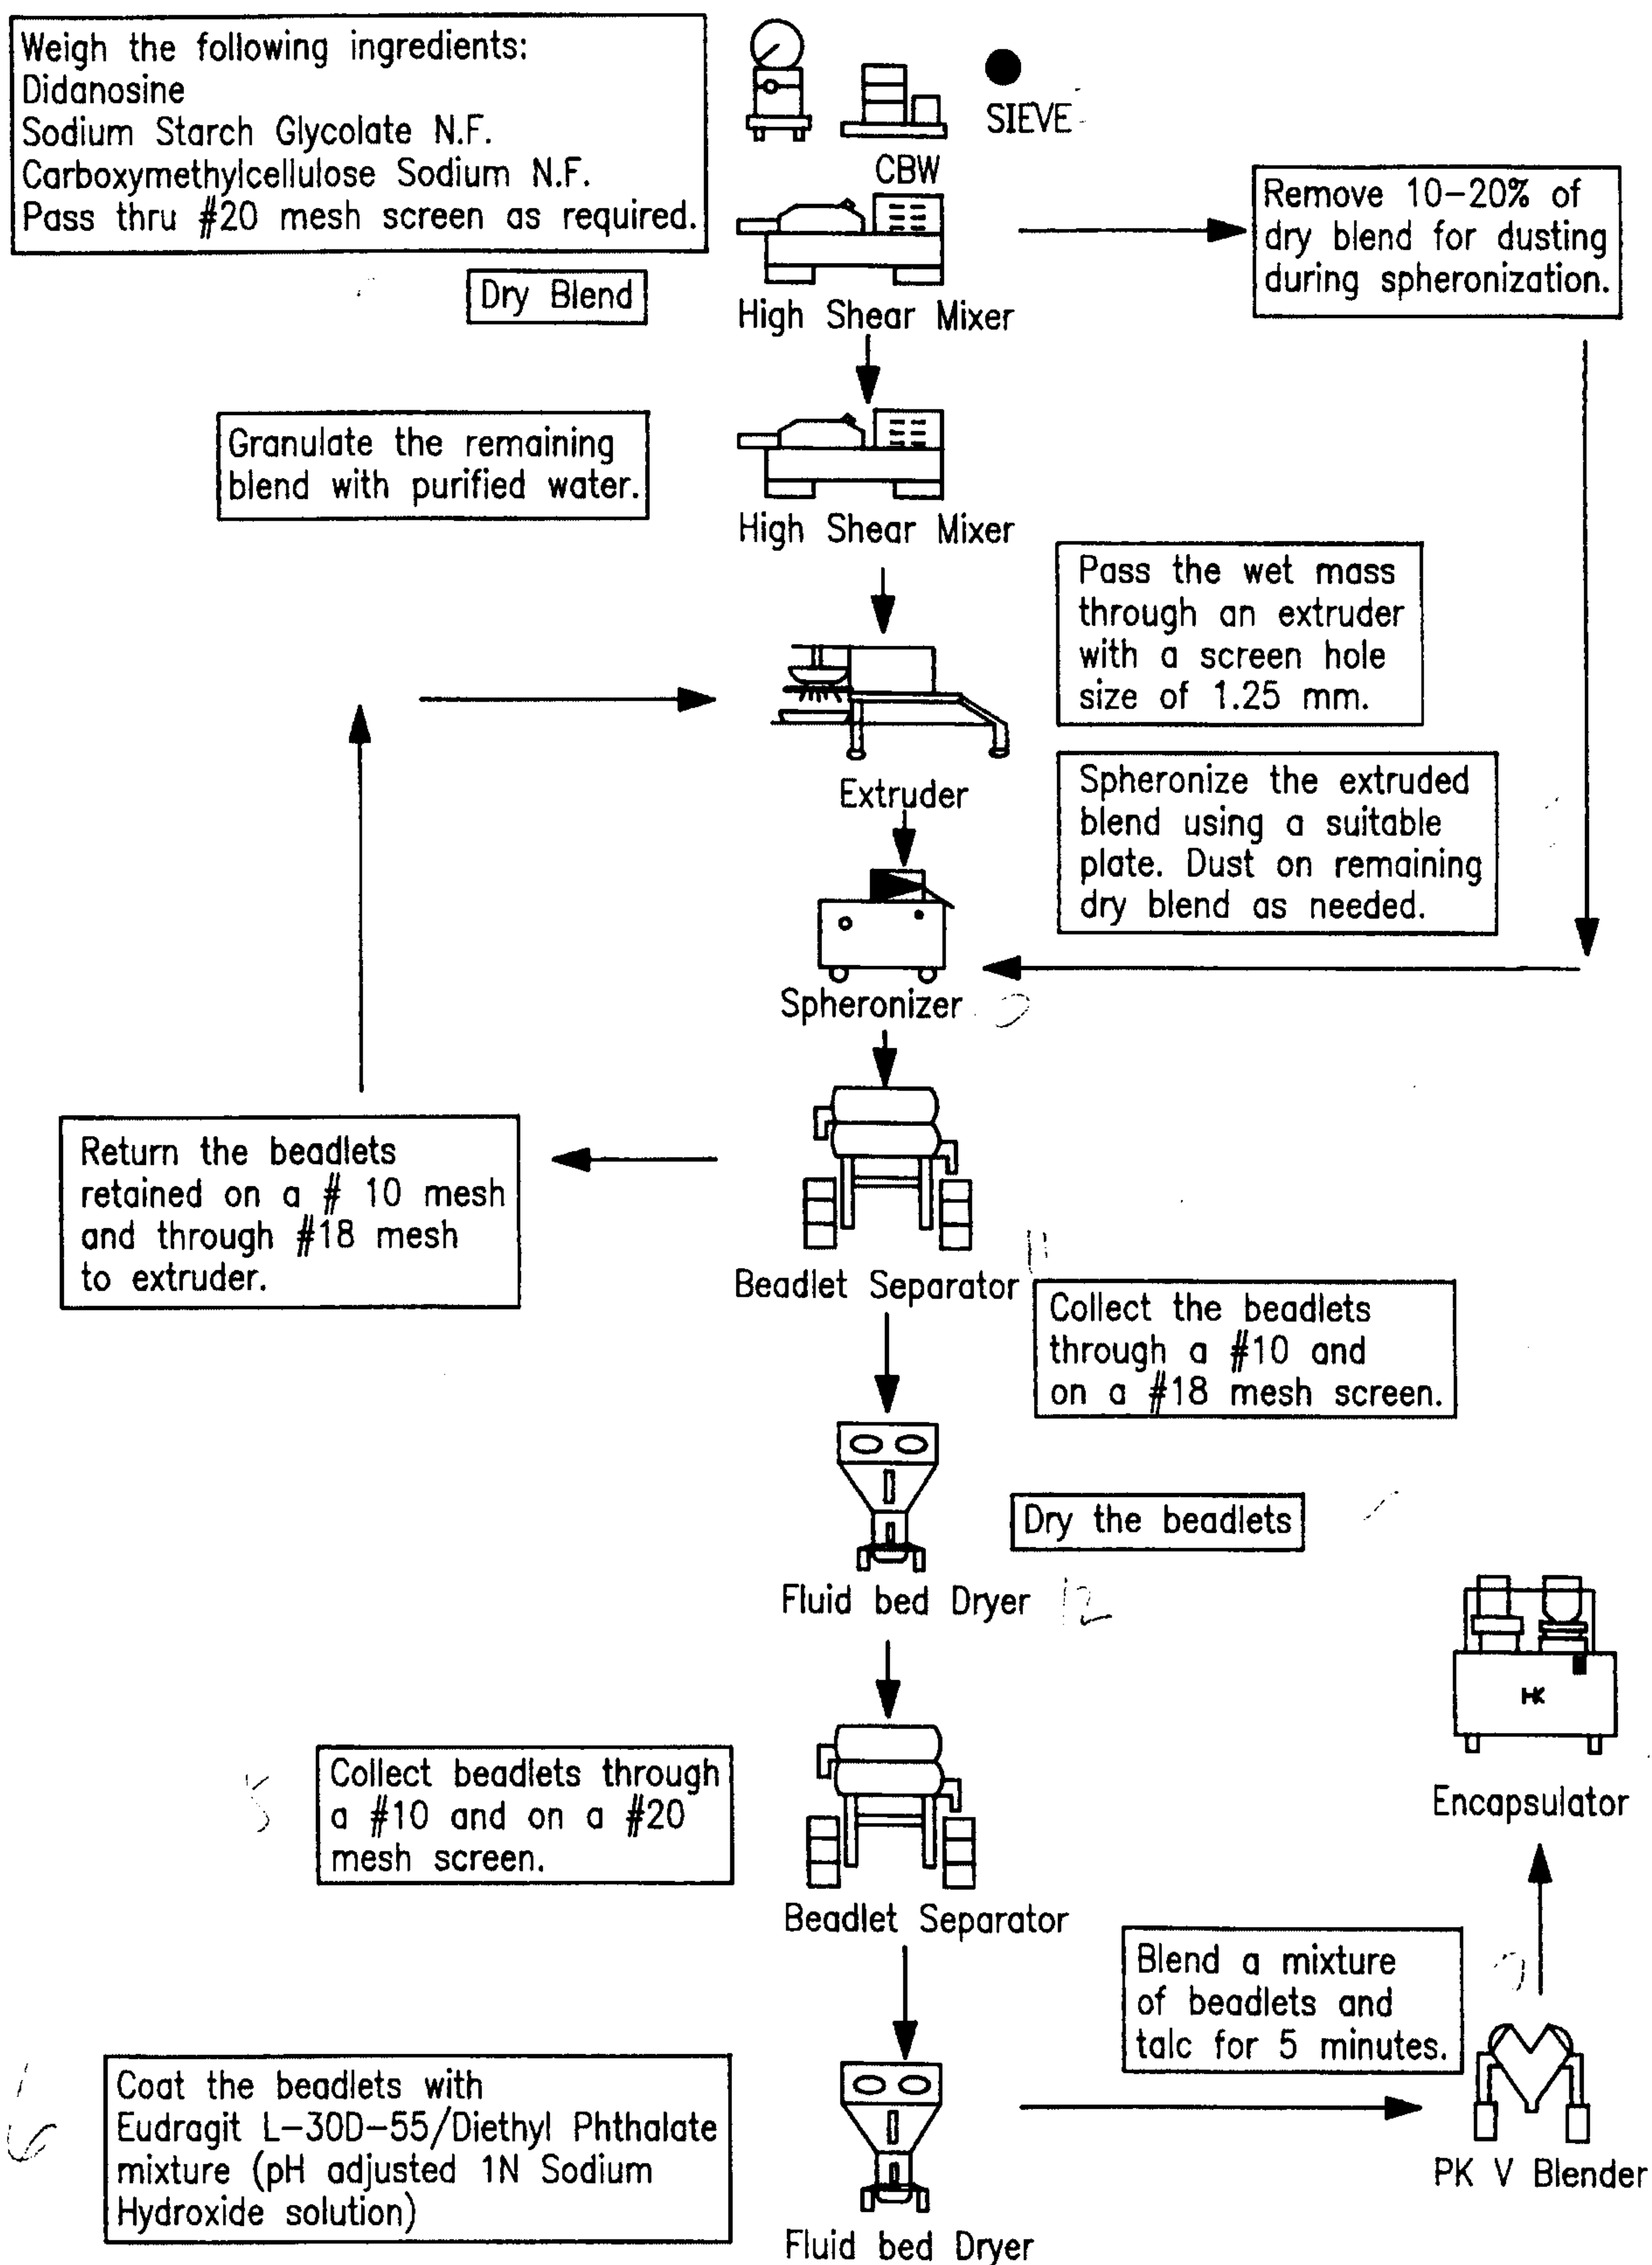 Weigh the following ingredients:
Didanosine
Sodium Starch Glycolate N.F.
Carboxymethylcellulose Sodium N.F.
Pass thru #20 mesh screen as required.
SIEVE
CBW
Remove 10-20% of
dry blend for dusting
during spheronization.
Dry Blend
High Shear Mixer
Granulate the remaining
blend with purified water.
High Shear Mixer
Pass the wet mass
through an extruder
with a screen hole
size of 1.25 mm.
Extruder
Spheronize the extruded
blend using a suitable
plate. Dust on remaining
dry blend as needed.
Spheronizer
Return the beadlets
retained on a # 10 mesh
and through #18 mesh
to extruder.
Beadlet Separator
11
Collect the beadlets
through a #10 and
on a #18 mesh screen.
Dry the beadlets
Fluid bed Dryer
12
HK
Encapsulator
Collect beadlets through
a #10 and on a #20
mesh screen.
Beadlet Separator
Blend a mixture
of beadlets and
talc for 5 minutes.
PK V Blender
Coat the beadlets with
Eudragit L-30D-55/Diethyl Phthalate
mixture (pH adjusted 1N Sodium
Hydroxide solution)
Fluid bed Dryer